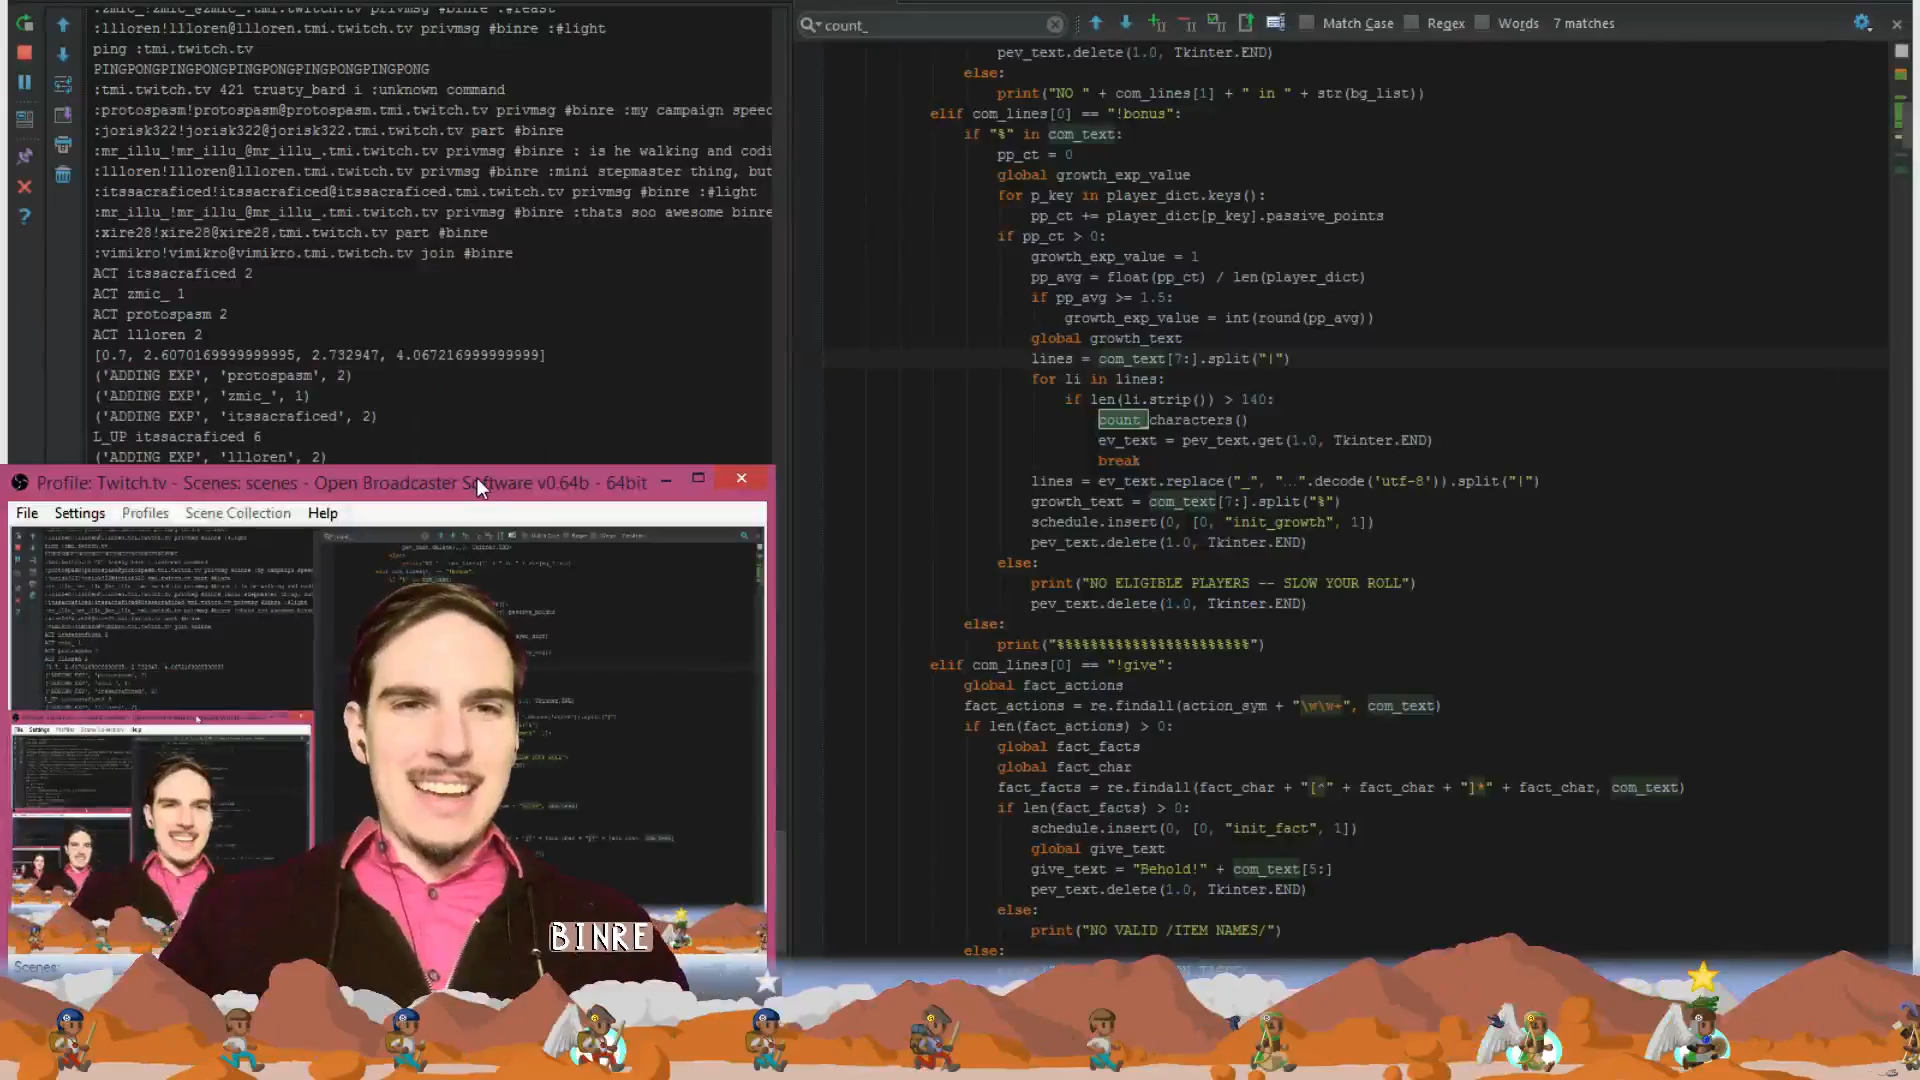 :zmic_!zmic_@zmic_.tmi.twitch.tv privmsg #binre :#feast
:llloren!llloren@llloren.tmi.twitch.tv privmsg #binre :#light
ping :tmi.twitch.tv
PINGPONGPINGPONGPINGPONGPINGPONGPINGPONG
:tmi.twitch.tv 421 trusty_bard i :unknown command
:protospasm!protospasm@protospasm.tmi.twitch.tv privmsg #binre :my campaign speec
:jorisk322!jorisk322@jorisk322.tmi.twitch.tv part #binre
:mr_illu_!mr_illu_@mr_illu_.tmi.twitch.tv privmsg #binre : is he walking and codi
:llloren!llloren@llloren.tmi.twitch.tv privmsg #binre :mini stepmaster thing, but
:itssacraficed!itssacraficed@itssacraficed.tmi.twitch.tv privmsg #binre :#light
:mr_illu_!mr_illu_@mr_illu_.tmi.twitch.tv privmsg #binre :thats soo awesome binre
:xire28!xire28@xire28.tmi.twitch.tv part #binre
:vimikro!vimikro@vimikro.tmi.twitch.tv join #binre
ACT itssacraficed 2
ACT zmic_ 1
ACT protospasm 2
ACT llloren 2
[0.7, 2.6070169999999995, 2.732947, 4.067216999999999]
('ADDING EXP', 'protospasm', 2)
('ADDING EXP', 'zmic_', 1)
('ADDING EXP', 'itssacraficed', 2)
L_UP itssacraficed 6
('ADDING EXP', 'llloren', 2)
Profile: Twitch.tv - Scenes: scenes - Open Broadcaster Software v0.64b - 64bit
File Settings Profiles Scene Collection Help
BINRE
Scenes:
count_ Match Case Regex Words 7 matches
pev_text.delete(1.0, Tkinter.END)
else:
print("NO " + com_lines[1] + " in " + str(bg_list))
elif com_lines[0] == "!bonus":
if "%" in com_text:
pp_ct = 0
global growth_exp_value
for p_key in player_dict.keys():
pp_ct += player_dict[p_key].passive_points
if pp_ct > 0:
growth_exp_value = 1
pp_avg = float(pp_ct) / len(player_dict)
if pp_avg >= 1.5:
growth_exp_value = int(round(pp_avg))
global growth_text
lines = com_text[7:].split("|")
for li in lines:
if len(li.strip()) > 140:
count_characters()
ev_text = pev_text.get(1.0, Tkinter.END)
break
lines = ev_text.replace("_", "…".decode('utf-8')).split("|")
growth_text = com_text[7:].split("%")
schedule.insert(0, [0, "init_growth", 1])
pev_text.delete(1.0, Tkinter.END)
else:
print("NO ELIGIBLE PLAYERS -- SLOW YOUR ROLL")
pev_text.delete(1.0, Tkinter.END)
else:
print("%%%%%%%%%%%%%%%%%%%%%%%")
elif com_lines[0] == "!give":
global fact_actions
fact_actions = re.findall(action_sym + "\w\w+", com_text)
if len(fact_actions) > 0:
global fact_facts
global fact_char
fact_facts = re.findall(fact_char + "[^" + fact_char + "]*" + fact_char, com_text)
if len(fact_facts) > 0:
schedule.insert(0, [0, "init_fact", 1])
global give_text
give_text = "Behold!" + com_text[5:]
pev_text.delete(1.0, Tkinter.END)
else:
print("NO VALID /ITEM NAMES/")
else: